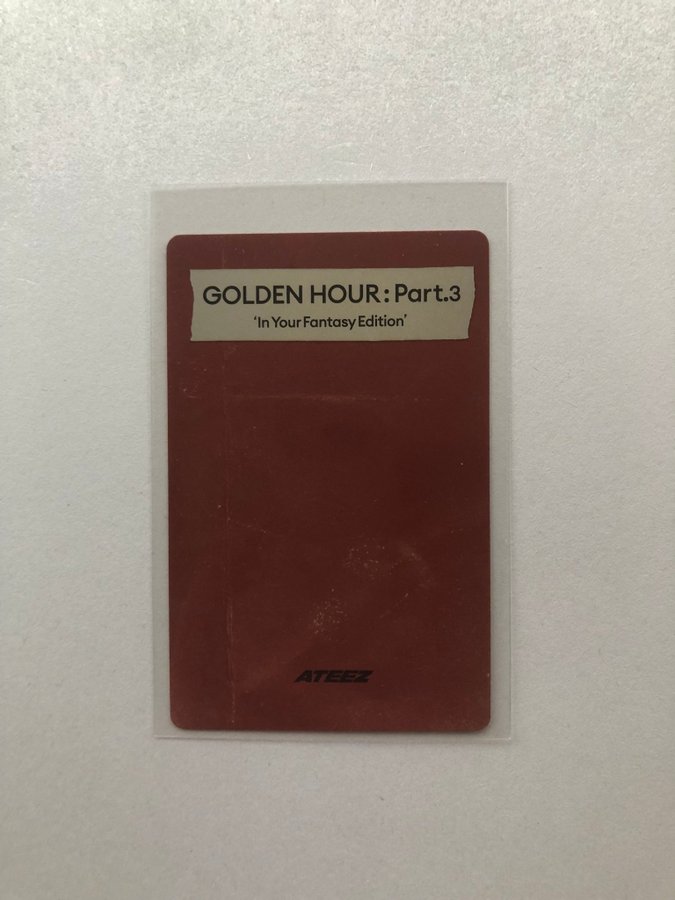 GOLDEN HOUR : Part.3
‘In Your Fantasy Edition’
ATEEZ